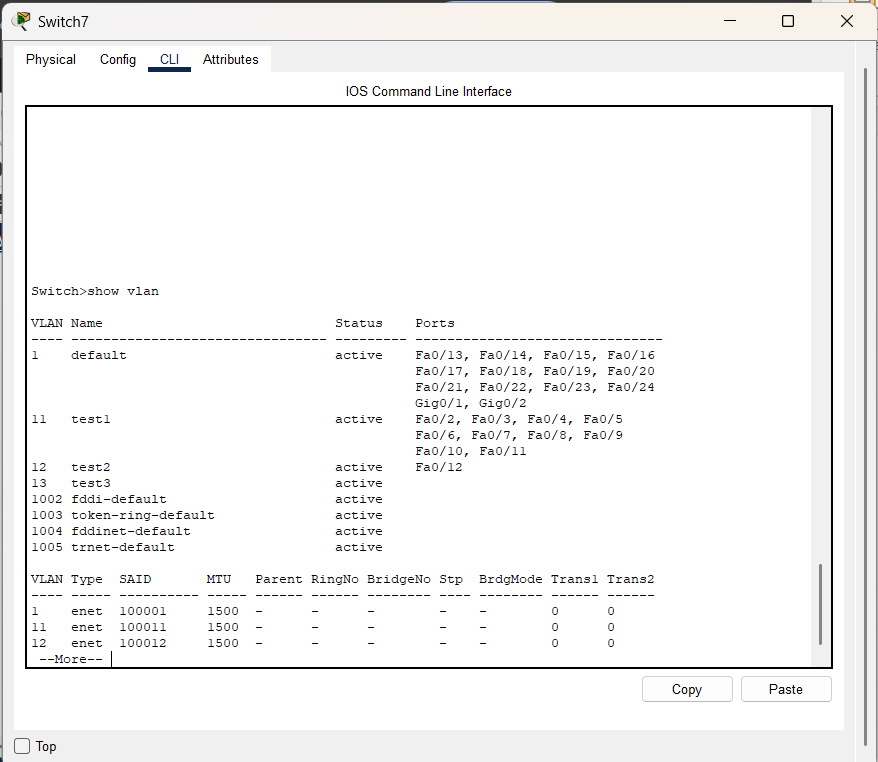 Switch7
Physical Config CLI Attributes
IOS Command Line Interface
Switch>show vlan
VLAN Name                             Status    Ports
---- -------------------------------- --------- -------------------------------
1    default                          active    Fa0/13, Fa0/14, Fa0/15, Fa0/16
                                                Fa0/17, Fa0/18, Fa0/19, Fa0/20
                                                Fa0/21, Fa0/22, Fa0/23, Fa0/24
                                                Gig0/1, Gig0/2
11   test1                            active    Fa0/2, Fa0/3, Fa0/4, Fa0/5
                                                Fa0/6, Fa0/7, Fa0/8, Fa0/9
                                                Fa0/10, Fa0/11
12   test2                            active    Fa0/12
13   test3                            active
1002 fddi-default                     active
1003 token-ring-default               active
1004 fddinet-default                  active
1005 trnet-default                    active
VLAN Type  SAID       MTU   Parent RingNo BridgeNo Stp  BrdgMode Trans1 Trans2
---- ----- ---------- ----- ------ ------ -------- ---- -------- ------ ------
1    enet  100001     1500  -      -      -        -    -        0      0
11   enet  100011     1500  -      -      -        -    -        0      0
12   enet  100012     1500  -      -      -        -    -        0      0
 --More--
Copy Paste
Top